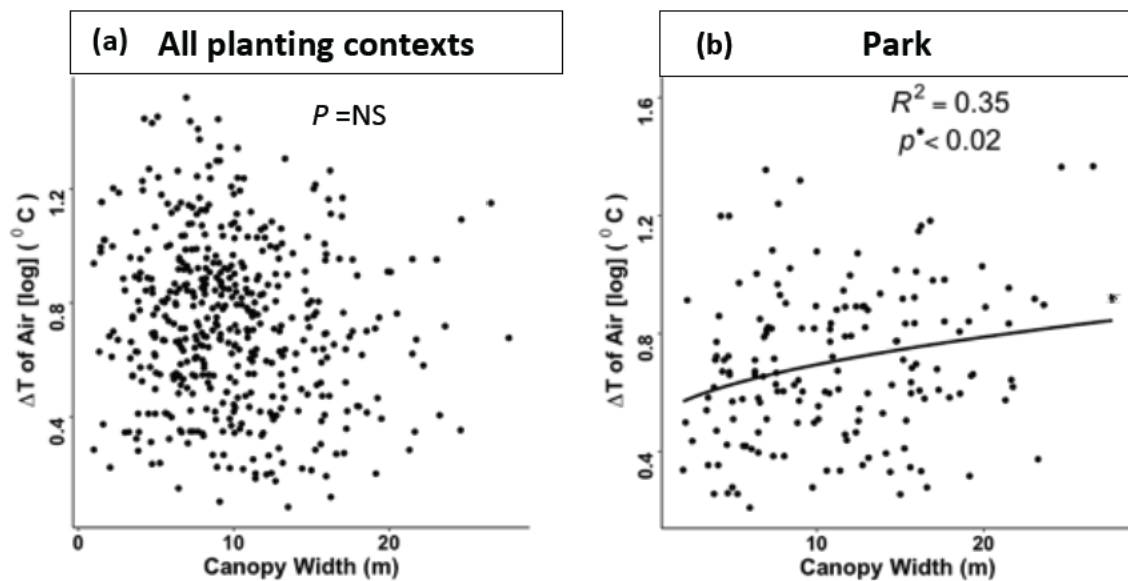 (a) All planting contexts
P =NS
ΔT of Air [log] (⁰C)
1.2
0.8
0.4
0
10
20
Canopy Width (m)
(b) Park
R² = 0.35
p < 0.02
ΔT of Air [log] (⁰C)
1.6
1.2
0.8
0.4
10
20
Canopy Width (m)